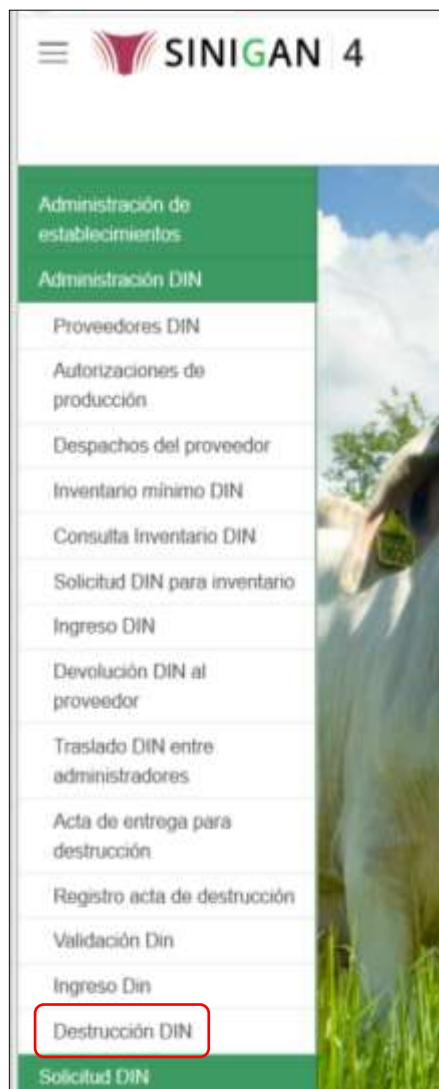 SINIGAN 4
Administración de
establecimientos
Administración DIN
Proveedores DIN
Autorizaciones de
producción
Despachos del proveedor
Inventario mínimo DIN
Consulta Inventario DIN
Solicitud DIN para inventario
Ingreso DIN
Devolución DIN al
proveedor
Traslado DIN entre
administradores
Acta de entrega para
destrucción
Registro acta de destrucción
Validación Din
Ingreso Din
Destrucción DIN
Solicitud DIN